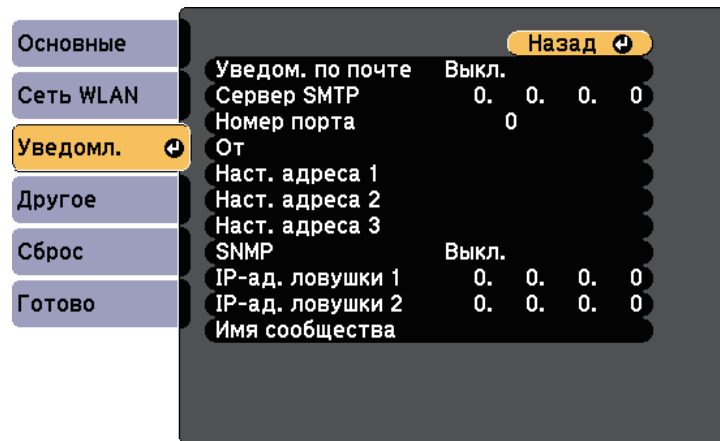 Основные
Сеть WLAN
Уведомл.
Другое
Сброс
Готово
Назад
Уведом. по почте Выкл.
Сервер SMTP 0. 0. 0. 0
Номер порта 0
От
Наст. адреса 1
Наст. адреса 2
Наст. адреса 3
SNMP Выкл.
IP-ад. ловушки 1 0. 0. 0. 0
IP-ад. ловушки 2 0. 0. 0. 0
Имя сообщества